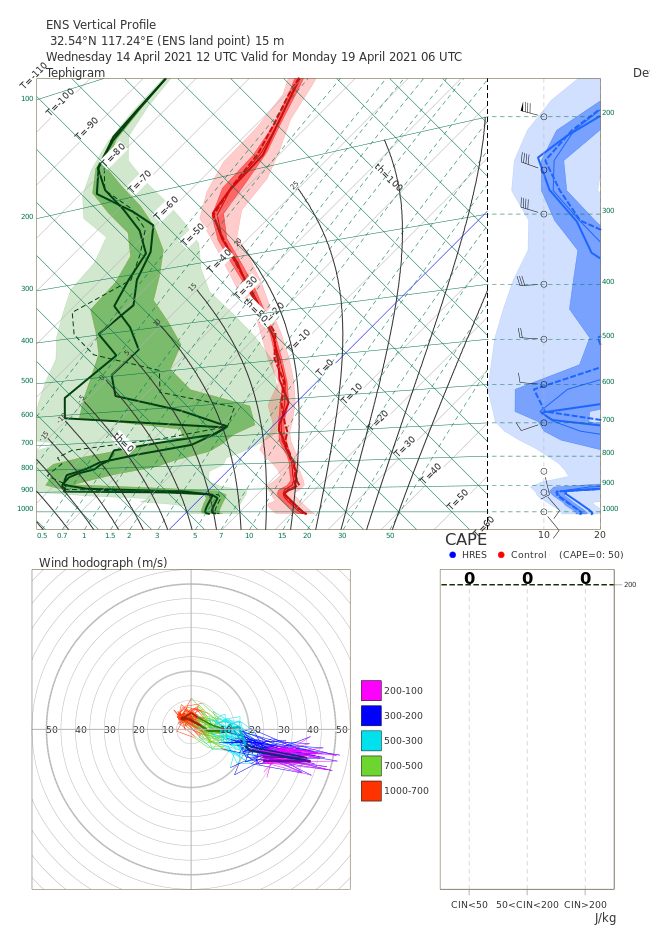 ENS Vertical Profile
32.54°N 117.24°E (ENS land point) 15 m
Wednesday 14 April 2021 12 UTC Valid for Monday 19 April 2021 06 UTC
Tephigram
De
T=-110
T=-100
T=-90
T=-80
T=-70
T=-60
T=-50
T=-40
T=-30
T=-20
T=-10
T=0
T=10
T=20
T=30
T=40
T=50
T=60
th=0
th=50
th=100
100
200
300
400
500
600
700
800
900
1000
25
20
15
200
300
400
500
600
700
800
900
1000
0.5 0.7 1 1.5 2 3 5 7 10 15 20 30 50
10 20
CAPE
HRES Control (CAPE=0: 50)
Wind hodograph (m/s)
0 0 0
200
50 40 30 20 10 10 20 30 40 50
200-100
300-200
500-300
700-500
1000-700
CIN<50 50<CIN<200 CIN>200
J/kg